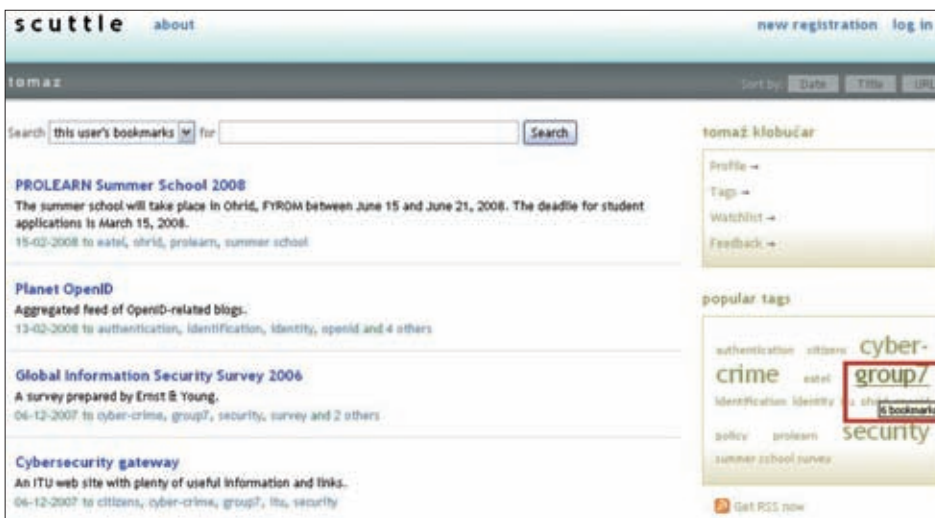 scuttle about new registration log in
tomaz Sort by: Date Title URL
Search this user's bookmarks for Search
PROLEARN Summer School 2008
The summer school will take place in Ohrid, FYROM between June 15 and June 21, 2008. The deadlie for student
applications is March 15, 2008.
15-02-2008 to eatel, ohrid, prolearn, summer school
Planet OpenID
Aggregated feed of OpenID-related blogs.
13-02-2008 to authentication, identification, identity, openid and 4 others
Global Information Security Survey 2006
A survey prepared by Ernst & Young.
06-12-2007 to cyber-crime, group7, security, survey and 2 others
Cybersecurity gateway
An ITU web site with plenty of useful information and links.
06-12-2007 to citizens, cyber-crime, group7, itu, security
tomaž klobučar
Profile →
Tags →
Watchlist →
Feedback →
popular tags
authentication citizens cyber-
crime eatel group7
identification identity itu ohrid
6 bookmarks
policy prolearn security
summer school survey
Get RSS now